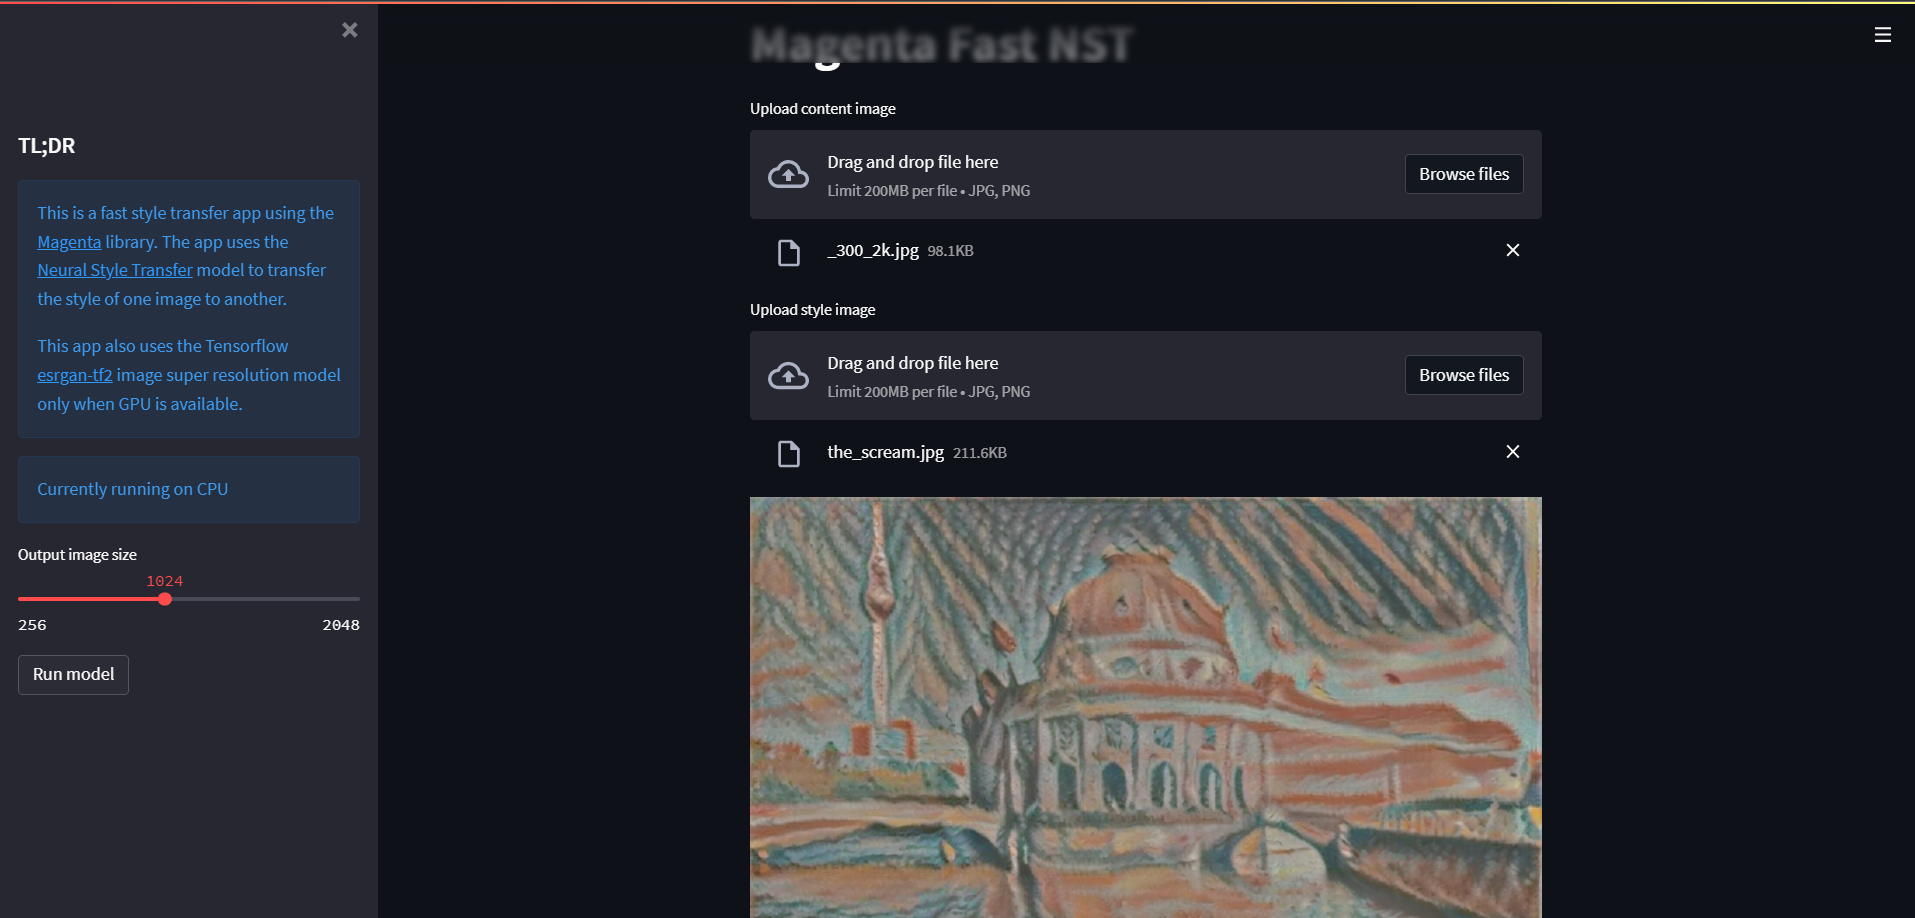 Magenta Fast NST
TL;DR
This is a fast style transfer app using the
Magenta library. The app uses the
Neural Style Transfer model to transfer
the style of one image to another.
This app also uses the Tensorflow
esrgan-tf2 image super resolution model
only when GPU is available.
Currently running on CPU
Output image size
1024
256 2048
Run model
Upload content image
Drag and drop file here
Limit 200MB per file • JPG, PNG
Browse files
_300_2k.jpg 98.1KB
Upload style image
Drag and drop file here
Limit 200MB per file • JPG, PNG
Browse files
the_scream.jpg 211.6KB